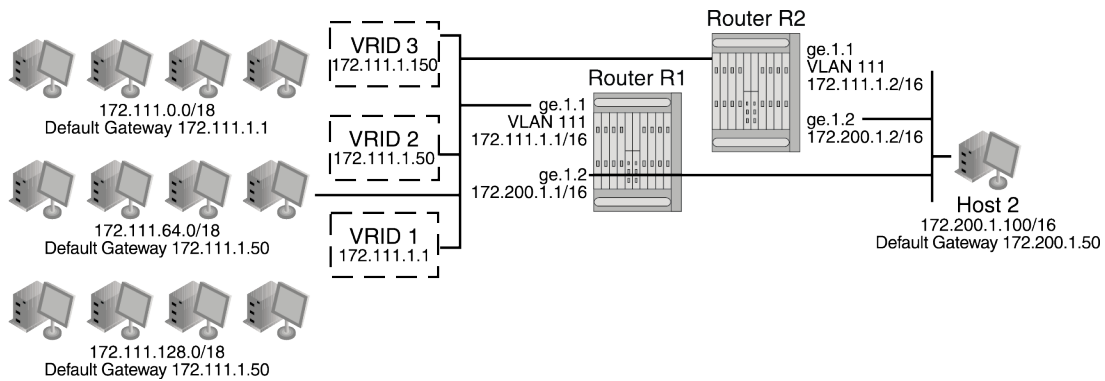 172.111.0.0/18
Default Gateway 172.111.1.1
172.111.64.0/18
Default Gateway 172.111.1.50
172.111.128.0/18
Default Gateway 172.111.1.50
VRID 3
172.111.1.150
VRID 2
172.111.1.50
VRID 1
172.111.1.1
Router R1
ge.1.1
VLAN 111
172.111.1.1/16
ge.1.2
172.200.1.1/16
Router R2
ge.1.1
VLAN 111
172.111.1.2/16
ge.1.2
172.200.1.2/16
Host 2
172.200.1.100/16
Default Gateway 172.200.1.50